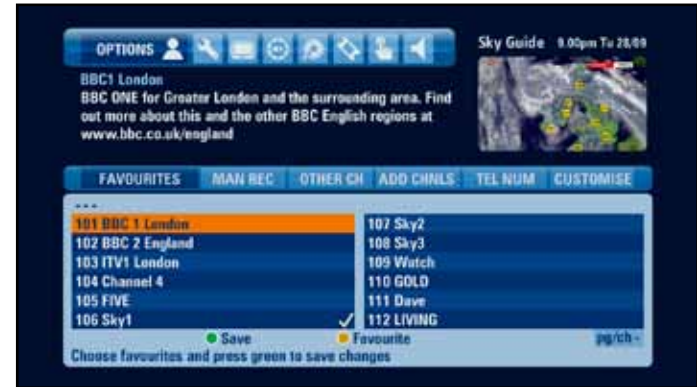 OPTIONS
Sky Guide 9.00pm Tu 28/09
BBC1 London
BBC ONE for Greater London and the surrounding area. Find
out more about this and the other BBC English regions at
www.bbc.co.uk/england
FAVOURITES MAN REC OTHER CH ADD CHNLS TEL NUM CUSTOMISE
---
101 BBC 1 London
102 BBC 2 England
103 ITV1 London
104 Channel 4
105 FIVE
106 Sky1
107 Sky2
108 Sky3
109 Watch
110 GOLD
111 Dave
112 LIVING
Save Favourite pg/ch -
Choose favourites and press green to save changes